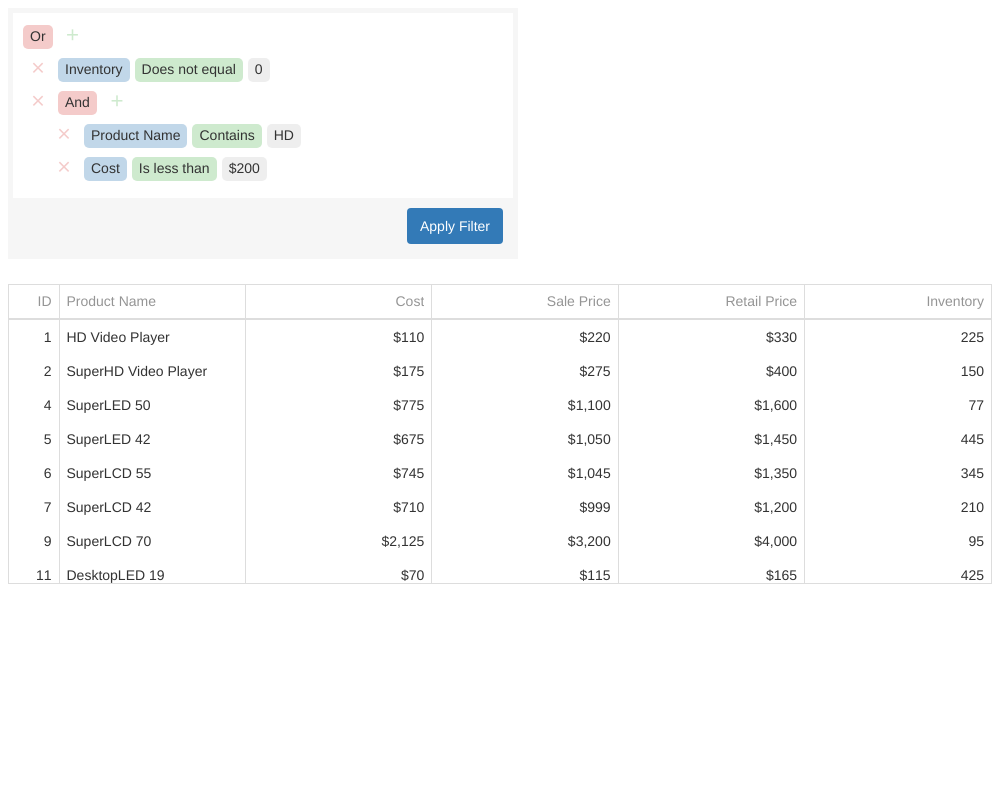 Or
Inventory Does not equal 0
And
Product Name Contains HD
Cost Is less than $200
Apply Filter
ID Product Name Cost Sale Price Retail Price Inventory
1 HD Video Player $110 $220 $330 225
2 SuperHD Video Player $175 $275 $400 150
4 SuperLED 50 $775 $1,100 $1,600 77
5 SuperLED 42 $675 $1,050 $1,450 445
6 SuperLCD 55 $745 $1,045 $1,350 345
7 SuperLCD 42 $710 $999 $1,200 210
9 SuperLCD 70 $2,125 $3,200 $4,000 95
11 DesktopLED 19 $70 $115 $165 425